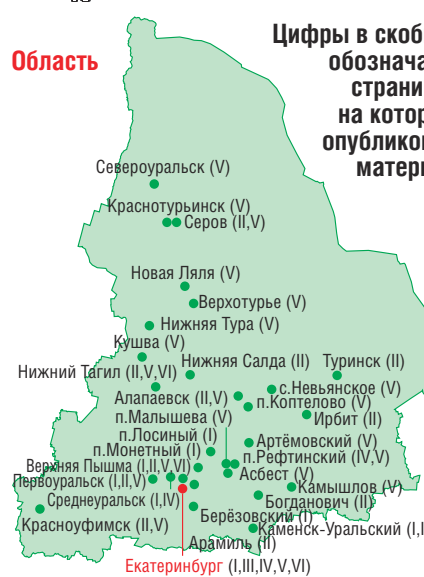 Область
Цифры в скоб
обознача
страни
на котор
опубликов
матери
Североуральск (V)
Краснотурьинск (V)
Серов (II,V)
Новая Ляля (V)
Верхотурье (V)
Нижняя Тура (V)
Кушва (V)
Нижняя Салда (II)
Туринск (II)
Нижний Тагил (II,V,VI)
с.Невьянское (V)
Алапаевск (II,V)
п.Коптелово (V)
п.Малышева (V)
Ирбит (II)
п.Лосиный (I)
Артёмовский (V)
п.Монетный (I)
п.Рефтинский (IV,V)
Верхняя Пышма (I,II,V,VI)
Асбест (V)
Первоуральск (I,II,V)
Камышлов (V)
Среднеуральск (I,IV)
Богданович (II)
Красноуфимск (II,V)
Берёзовский (I)
Каменск-Уральский (I,I
Арамиль (II)
Екатеринбург (I,III,IV,V,VI)